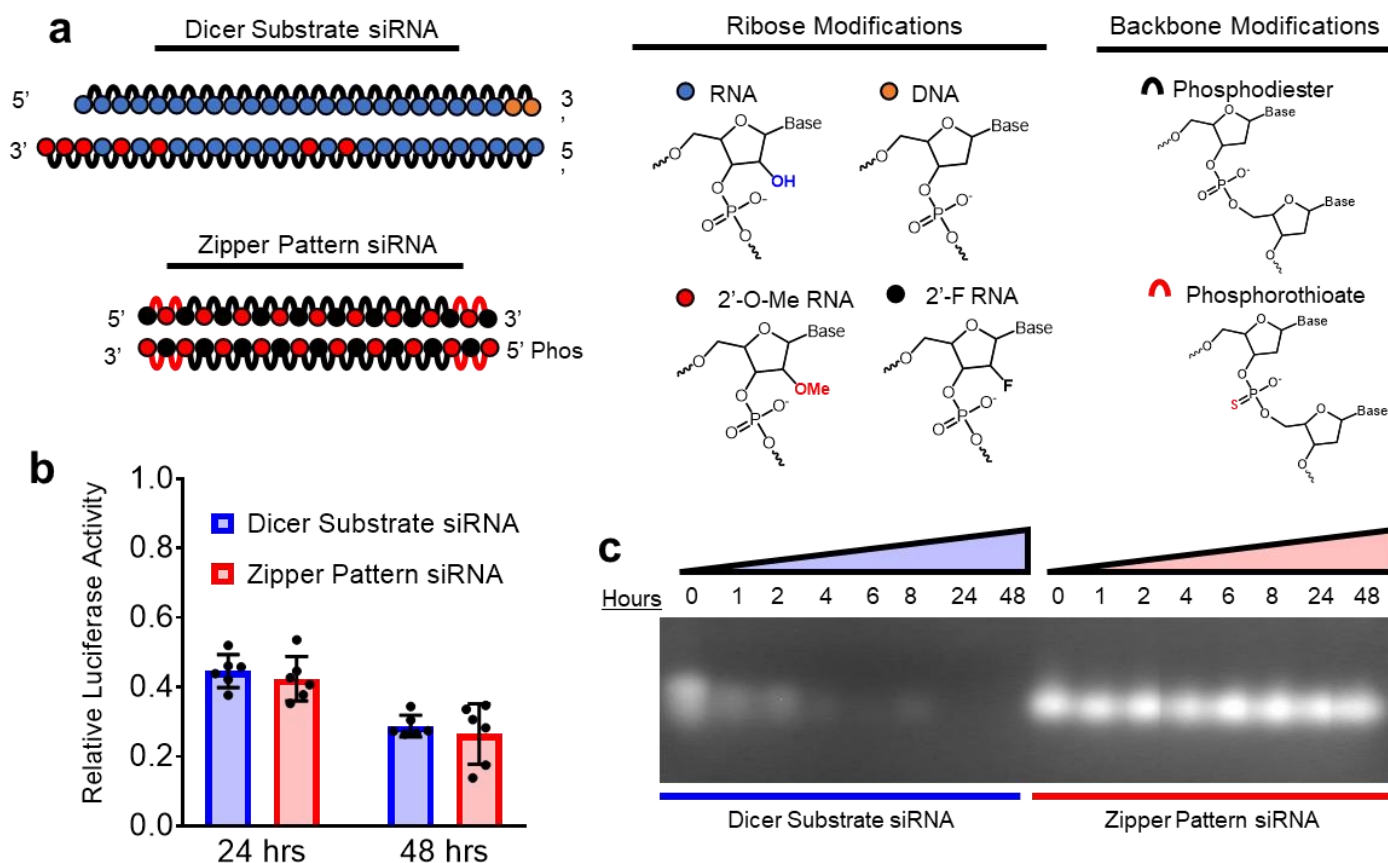 a
Dicer Substrate siRNA
5’
3
’
3’
5
’
Zipper Pattern siRNA
5’
3’
3’
5’ Phos
Ribose Modifications
RNA
DNA
O
Base
O
OH
O
P
O-
O
O
O
Base
O
O
P
O-
O
O
2’-O-Me RNA
2’-F RNA
O
Base
O
OMe
O
P
O-
O
O
O
Base
O
F
O
P
O-
O
O
Backbone Modifications
Phosphodiester
O
Base
O
O
P
O-
O
O
O
Base
O
Phosphorothioate
O
Base
O
O
P
O-
S
O
O
Base
O
b
Relative Luciferase Activity
1.0
0.8
0.6
0.4
0.2
0.0
Dicer Substrate siRNA
Zipper Pattern siRNA
24 hrs
48 hrs
c
Hours 0 1 2 4 6 8 24 48 0 1 2 4 6 8 24 48
Dicer Substrate siRNA
Zipper Pattern siRNA